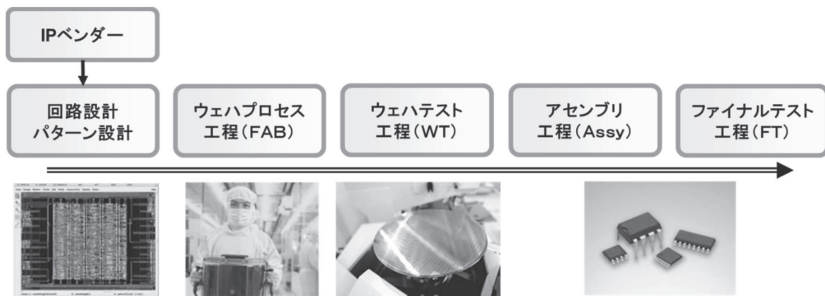 IPベンダー
回路設計
パターン設計
ウェハプロセス
工程(FAB)
ウェハテスト
工程(WT)
アセンブリ
工程(Assy)
ファイナルテスト
工程(FT)